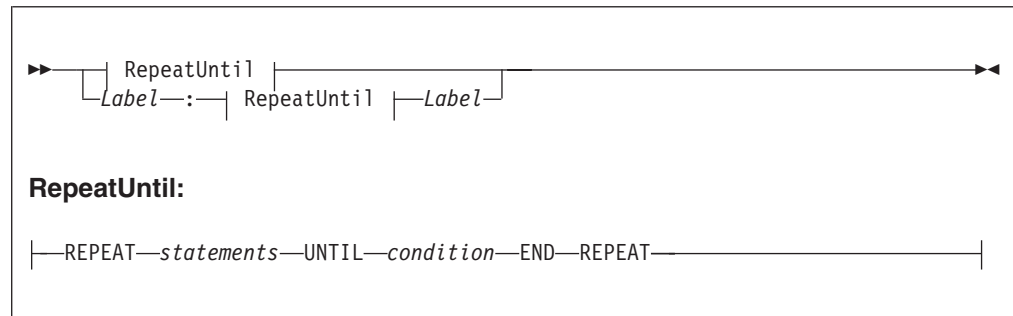 RepeatUntil
Label : RepeatUntil Label
RepeatUntil:
REPEAT statements UNTIL condition END REPEAT